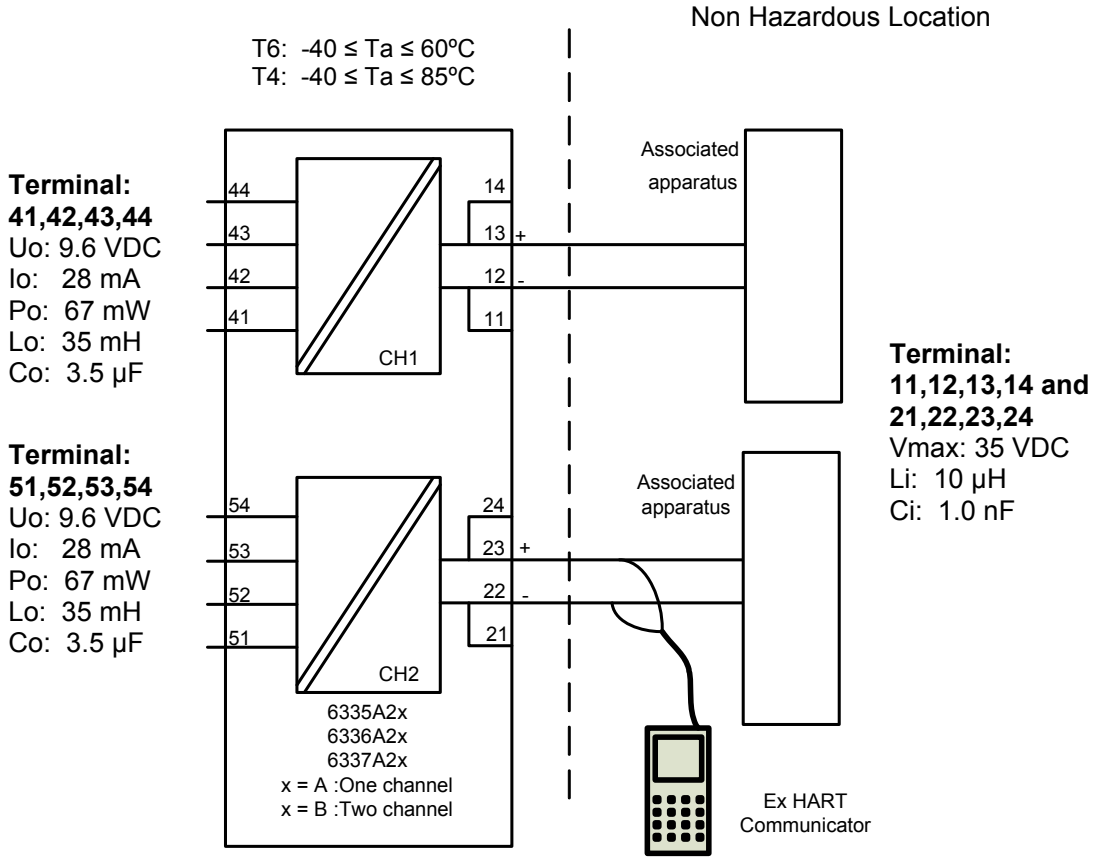 Non Hazardous Location
T6: -40 ≤ Ta ≤ 60ºC
T4: -40 ≤ Ta ≤ 85ºC
Terminal:
41,42,43,44
Uo: 9.6 VDC
Io: 28 mA
Po: 67 mW
Lo: 35 mH
Co: 3.5 µF
44
43
42
41
CH1
14
13 +
12 -
11
Associated
apparatus
Terminal:
11,12,13,14 and
21,22,23,24
Vmax: 35 VDC
Li: 10 µH
Ci: 1.0 nF
Terminal:
51,52,53,54
Uo: 9.6 VDC
Io: 28 mA
Po: 67 mW
Lo: 35 mH
Co: 3.5 µF
54
53
52
51
CH2
24
23 +
22 -
21
Associated
apparatus
6335A2x
6336A2x
6337A2x
x = A :One channel
x = B :Two channel
Ex HART
Communicator